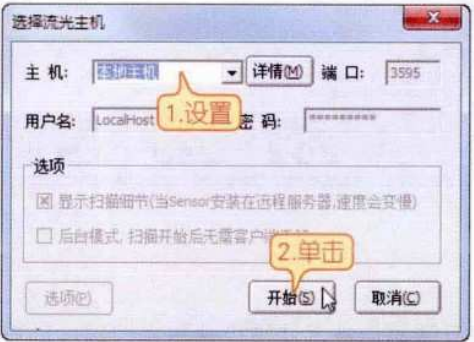 选择流光主机
主 机: 本地主机 详情(M) 端 口: 3595
用户名: LocalHost 1.设置 密 码: *********
选项
显示扫描细节(当Sensor安装在远程服务器,速度会变慢)
后台模式, 扫描开始后无需客户端
2.单击
选项(P) 开始(S) 取消(C)